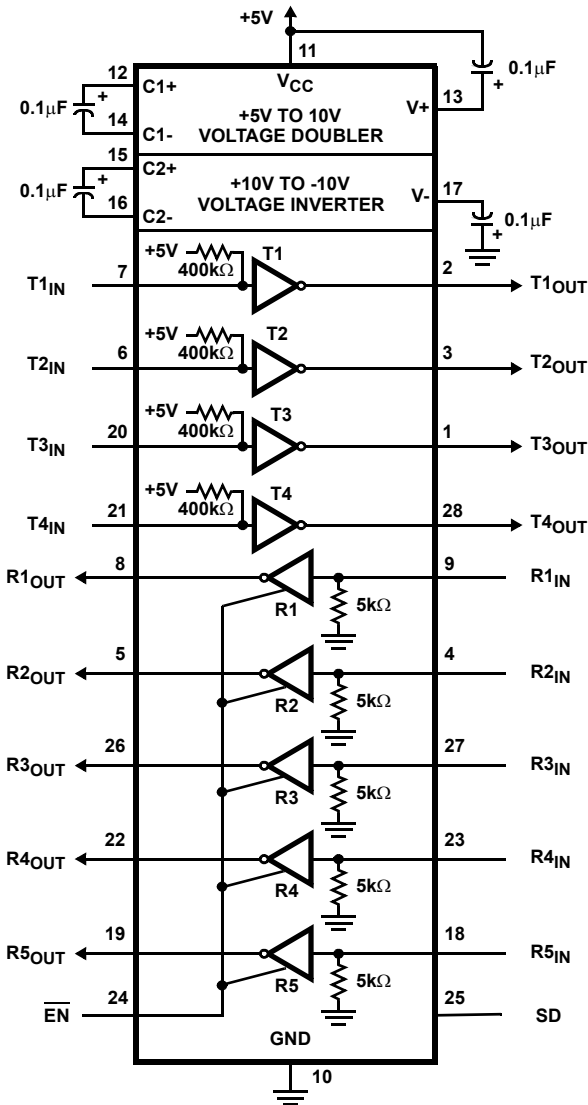 +5V
11
12
C1+
VCC
0.1µF
0.1µF
+
+
V+
13
14
C1-
+5V TO 10V
VOLTAGE DOUBLER
15
C2+
0.1µF
+
16
C2-
+10V TO -10V
VOLTAGE INVERTER
V-
17
0.1µF
+
+5V
400kΩ
T1
T1IN
7
2
T1OUT
+5V
400kΩ
T2
T2IN
6
3
T2OUT
+5V
400kΩ
T3
T3IN
20
1
T3OUT
+5V
400kΩ
T4
T4IN
21
28
T4OUT
R1OUT
8
9
R1IN
R1
5kΩ
R2OUT
5
4
R2IN
R2
5kΩ
R3OUT
26
27
R3IN
R3
5kΩ
R4OUT
22
23
R4IN
R4
5kΩ
R5OUT
19
18
R5IN
R5
5kΩ
E̅N̅
24
25
SD
GND
10